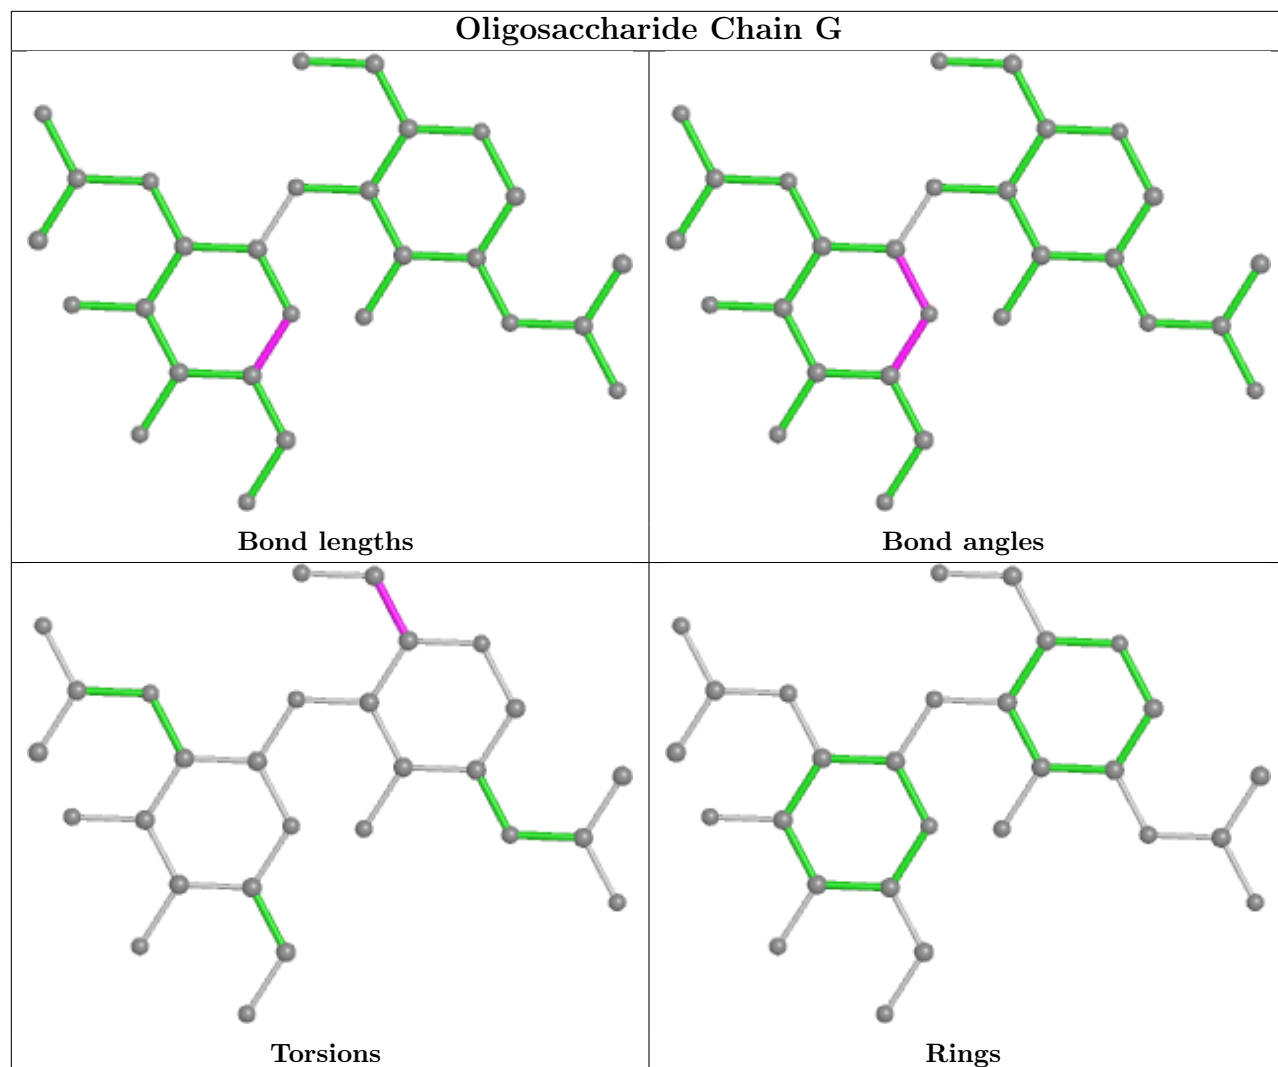 Oligosaccharide Chain G
Bond lengths
Bond angles
Torsions
Rings